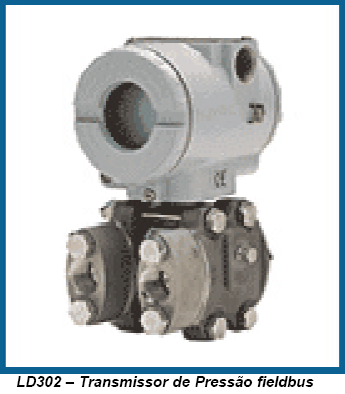 LD302 – Transmissor de Pressão fieldbus